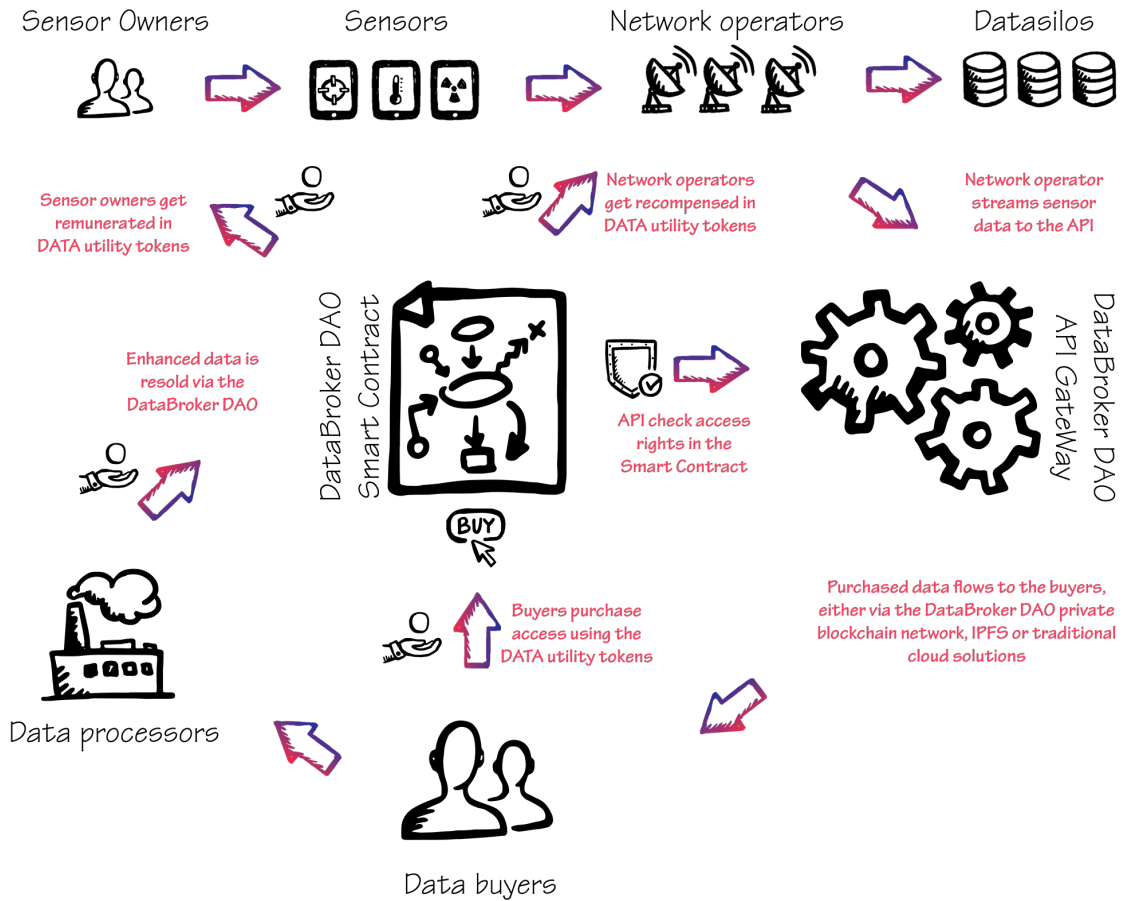 Sensor Owners
Sensors
Network operators
Datasilos
Sensor owners get
remunerated in
DATA utility tokens
Network operators
get recompensed in
DATA utility tokens
Network operator
streams sensor
data to the API
Enhanced data is
resold via the
DataBroker DAO
DataBroker DAO
Smart Contract
API check access
rights in the
Smart Contract
DataBroker DAO
API GateWay
BUY
Buyers purchase
access using the
DATA utility tokens
Purchased data flows to the buyers,
either via the DataBroker DAO private
blockchain network, IPFS or traditional
cloud solutions
Data processors
Data buyers